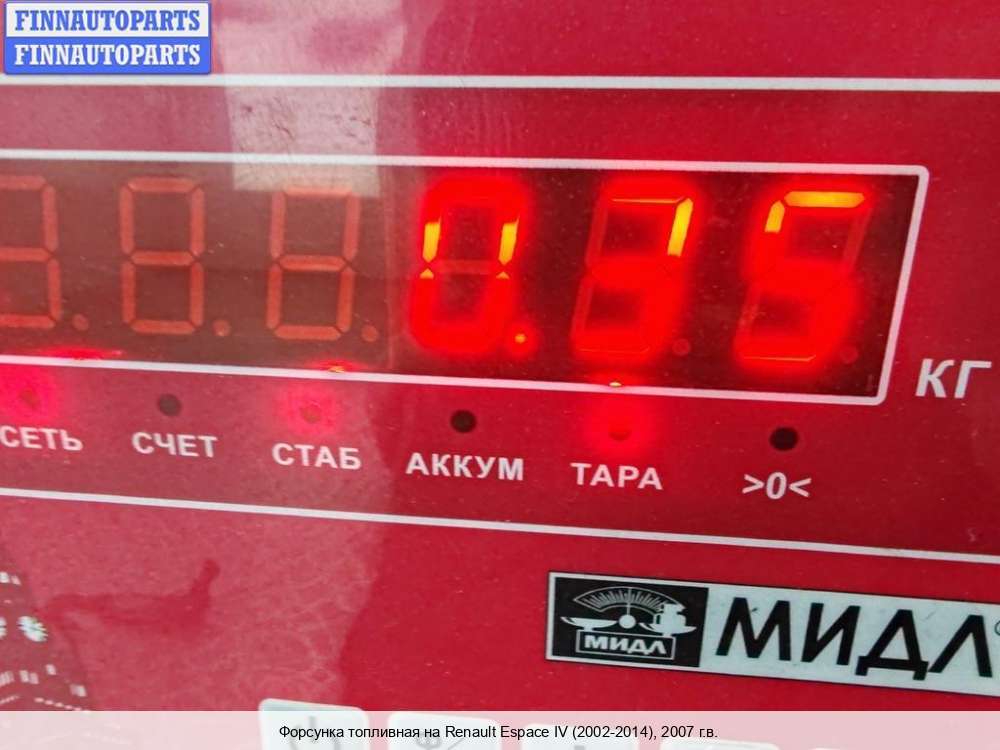 FINNAUTOPARTS
FINNAUTOPARTS
0.35
КГ
СЕТЬ СЧЕТ СТАБ АККУМ ТАРА >0<
МИДЛ МИДЛ
Форсунка топливная на Renault Espace IV (2002-2014), 2007 г.в.